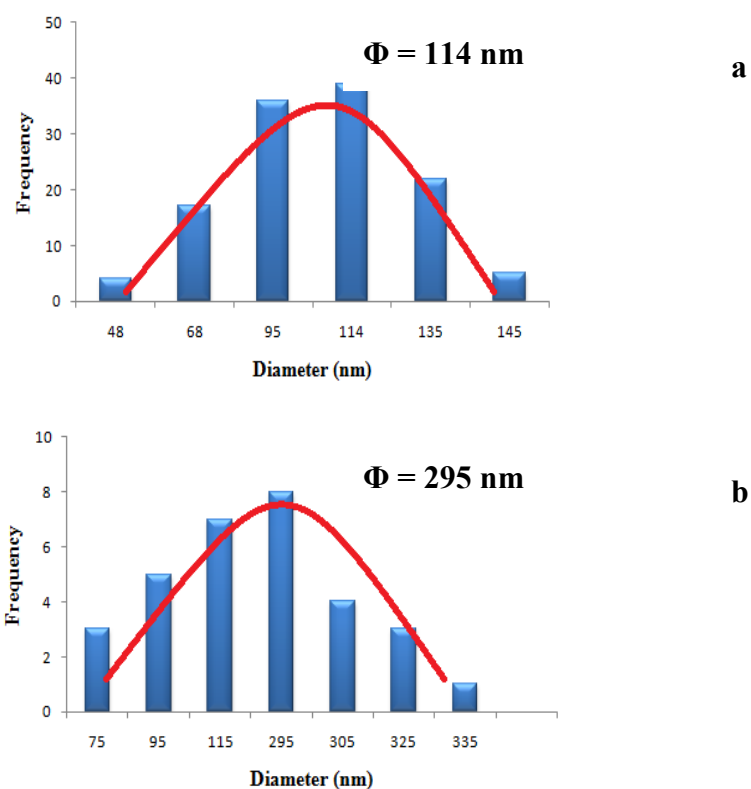 50
Φ = 114 nm
a
40
30
20
10
0
Frequency
48 68 95 114 135 145
Diameter (nm)
10
Φ = 295 nm
b
8
6
4
2
0
Frequency
75 95 115 295 305 325 335
Diameter (nm)